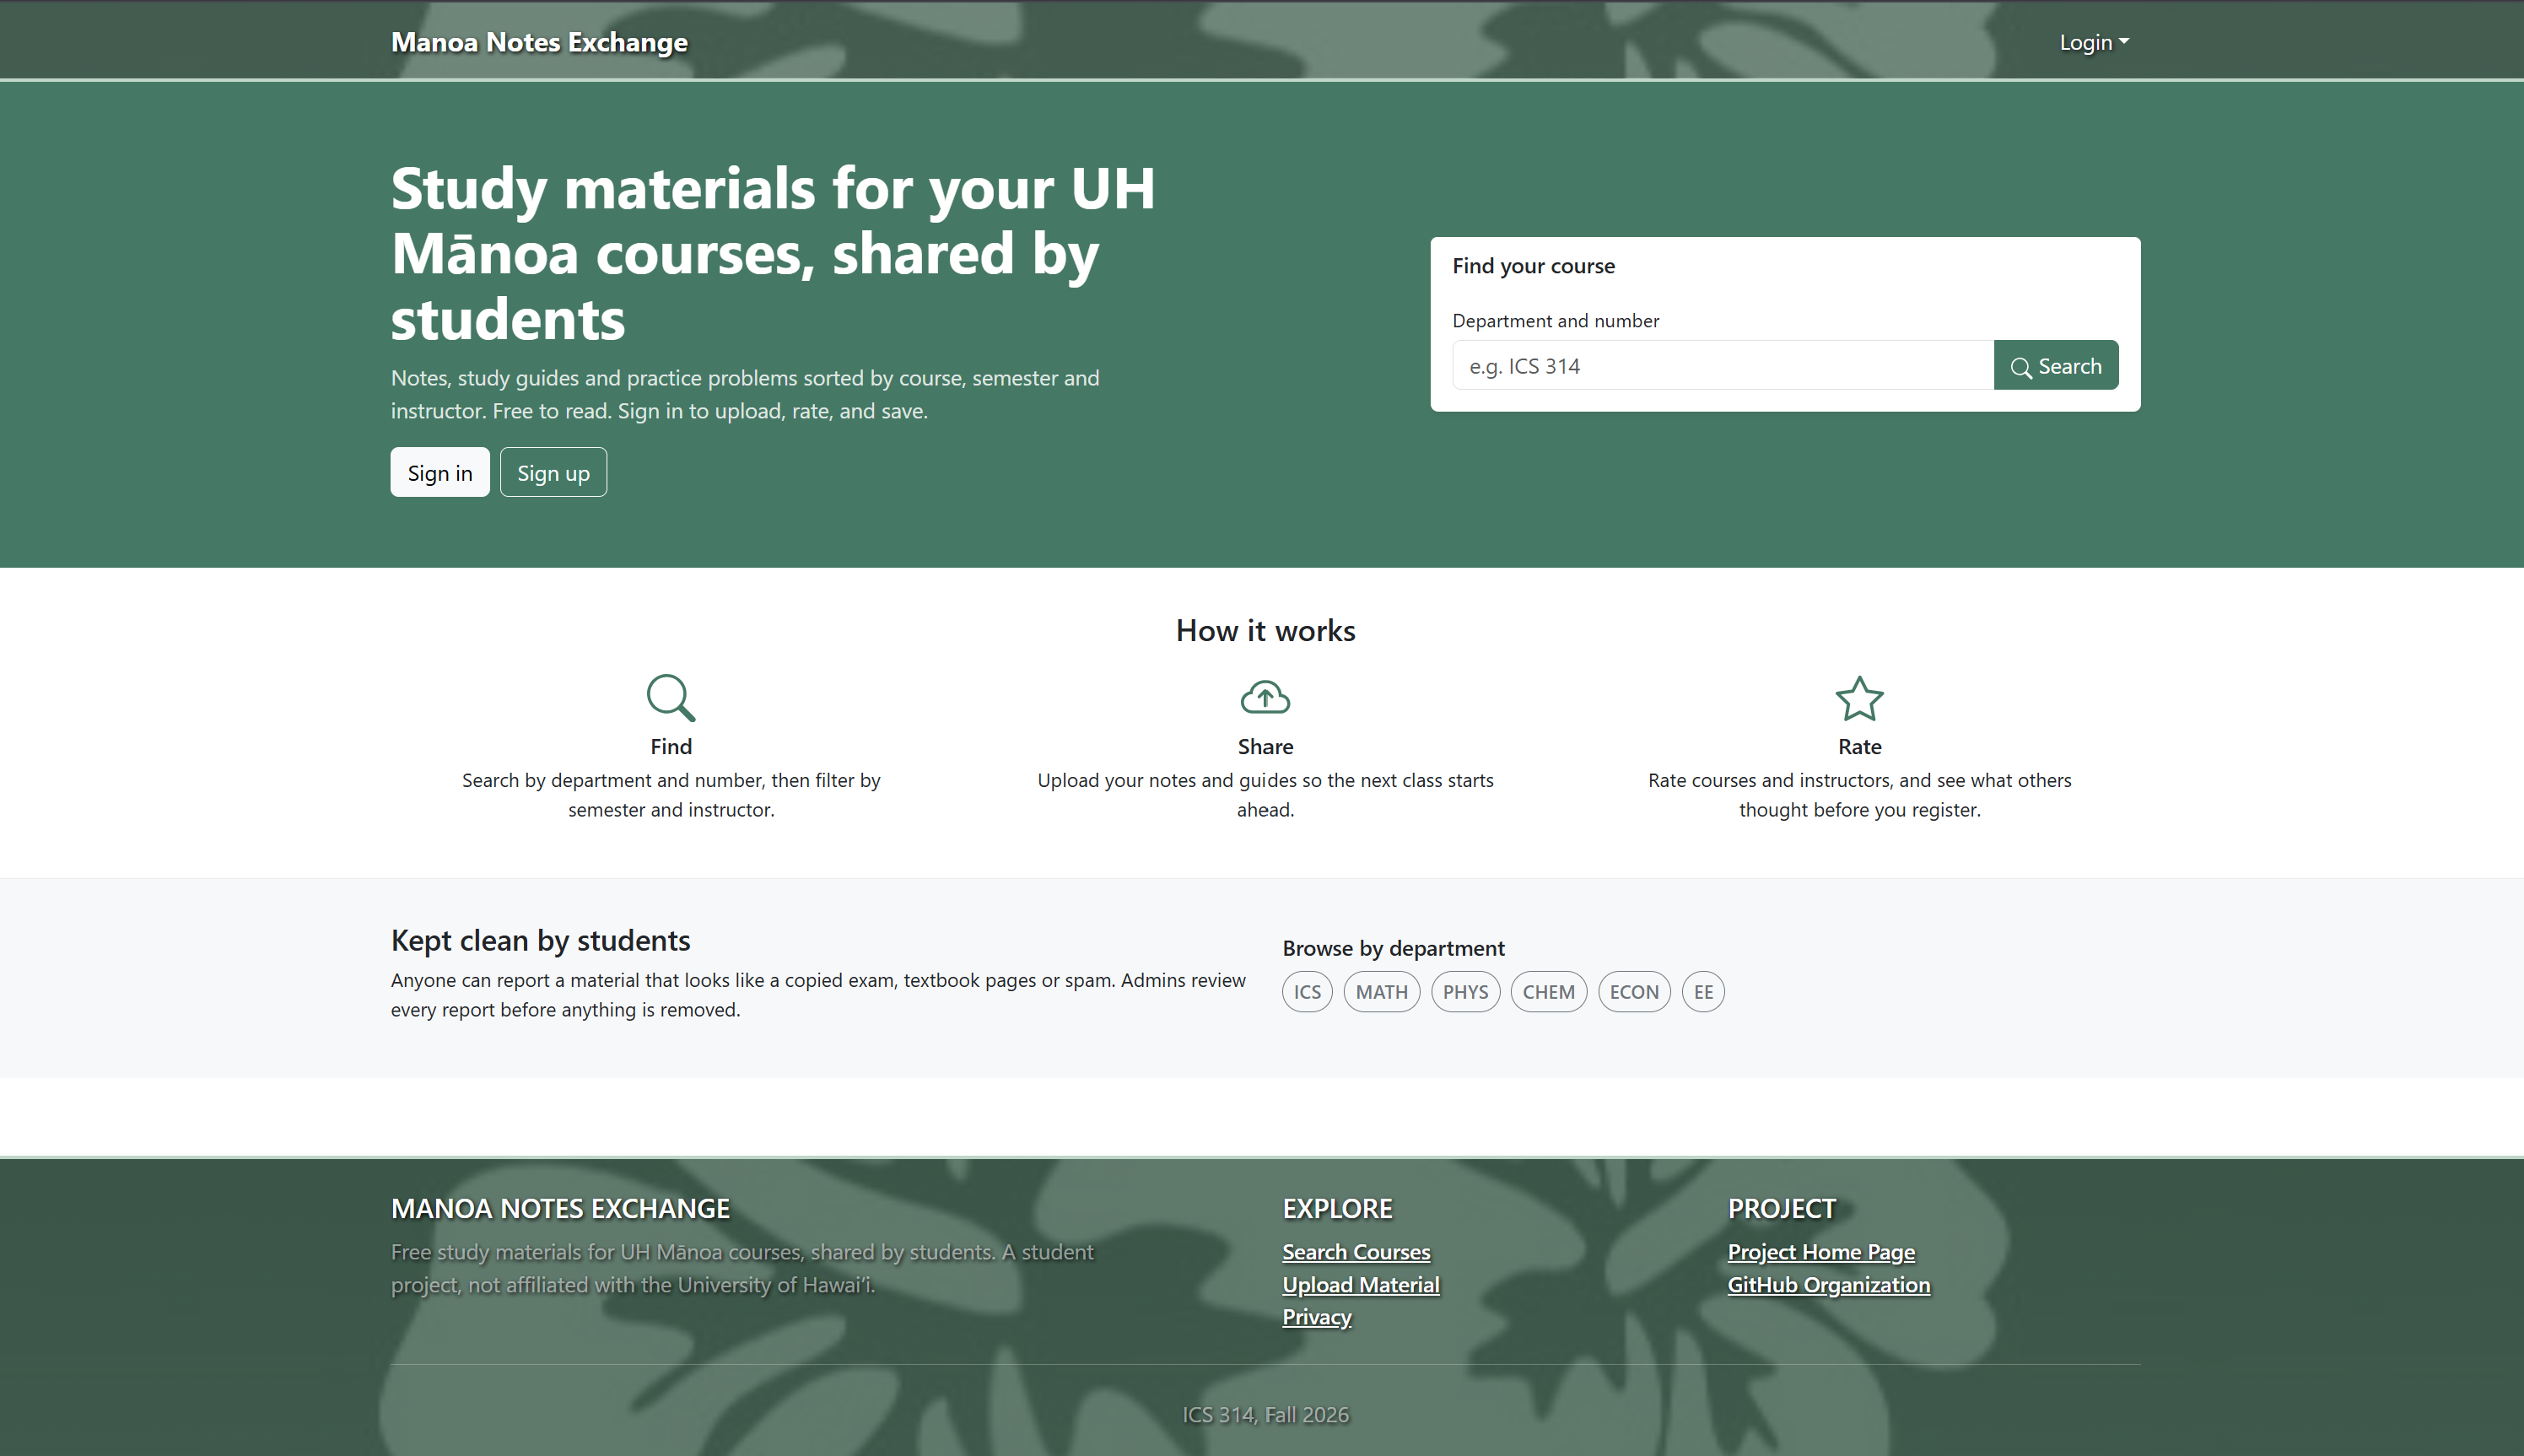 Manoa Notes Exchange
Login
Study materials for your UH
Mānoa courses, shared by
students
Notes, study guides and practice problems sorted by course, semester and
instructor. Free to read. Sign in to upload, rate, and save.
Sign in
Sign up
Find your course
Department and number
e.g. ICS 314
Search
How it works
Find
Search by department and number, then filter by
semester and instructor.
Share
Upload your notes and guides so the next class starts
ahead.
Rate
Rate courses and instructors, and see what others
thought before you register.
Kept clean by students
Anyone can report a material that looks like a copied exam, textbook pages or spam. Admins review
every report before anything is removed.
Browse by department
ICS
MATH
PHYS
CHEM
ECON
EE
MANOA NOTES EXCHANGE
Free study materials for UH Mānoa courses, shared by students. A student
project, not affiliated with the University of Hawaiʻi.
EXPLORE
Search Courses
Upload Material
Privacy
PROJECT
Project Home Page
GitHub Organization
ICS 314, Fall 2026